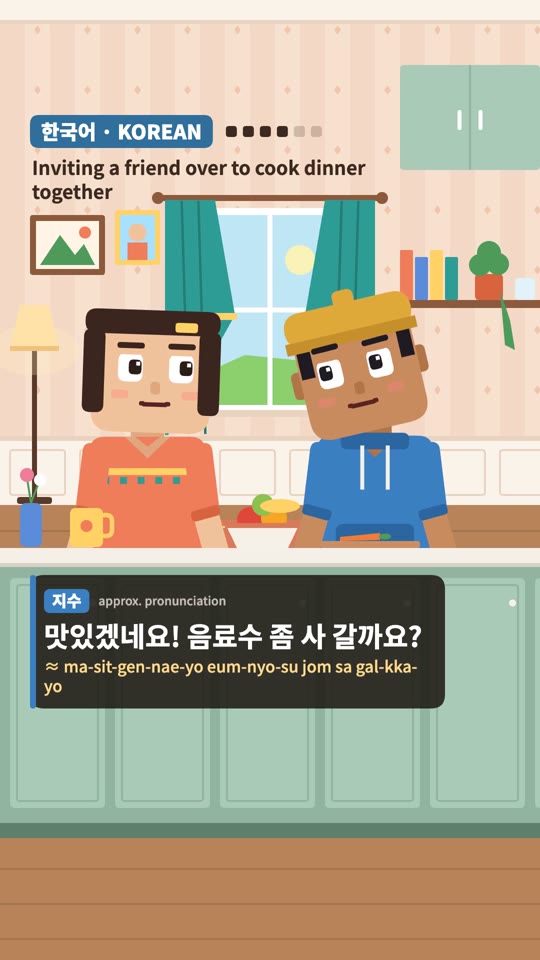 한국어 · KOREAN
Inviting a friend over to cook dinner
together
지수 approx. pronunciation
맛있겠네요! 음료수 좀 사 갈까요?
≈ ma-sit-gen-nae-yo eum-nyo-su jom sa gal-kka-
yo